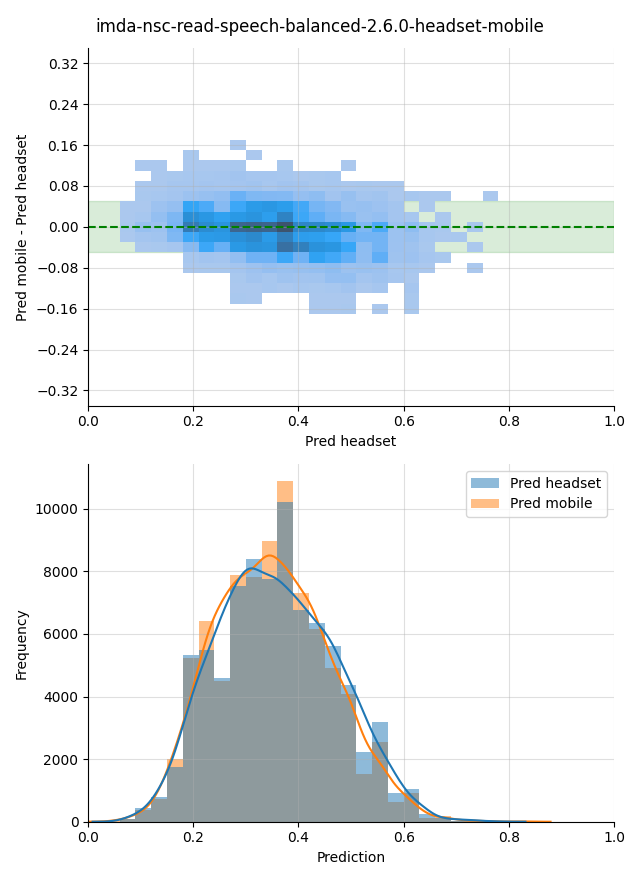 imda-nsc-read-speech-balanced-2.6.0-headset-mobile
Pred mobile - Pred headset
0.32
0.24
0.16
0.08
0.00
−0.08
−0.16
−0.24
−0.32
0.0 0.2 0.4 0.6 0.8 1.0
Pred headset
Frequency
10000
8000
6000
4000
2000
0
Pred headset
Pred mobile
0.0 0.2 0.4 0.6 0.8 1.0
Prediction